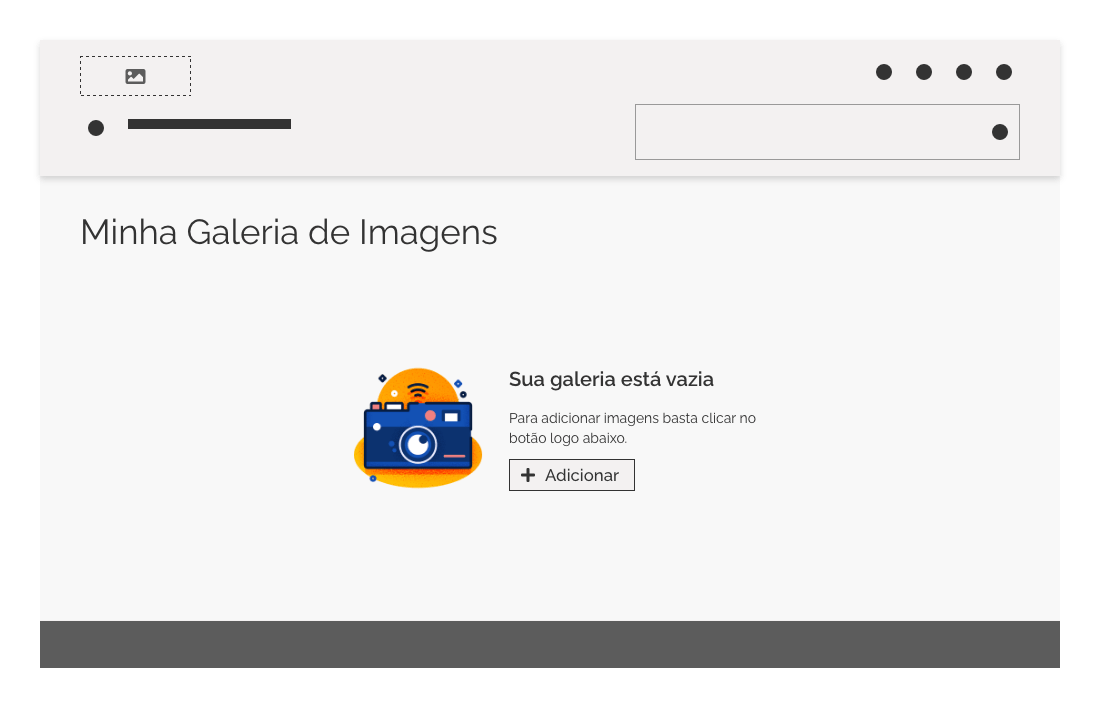 Minha Galeria de Imagens
Sua galeria está vazia
Para adicionar imagens basta clicar no
botão logo abaixo.
Adicionar